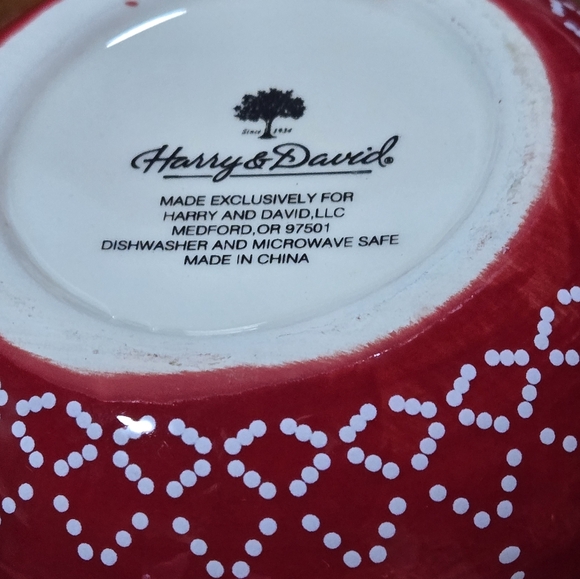 Since 1934
Harry & David®
MADE EXCLUSIVELY FOR
HARRY AND DAVID,LLC
MEDFORD,OR 97501
DISHWASHER AND MICROWAVE SAFE
MADE IN CHINA